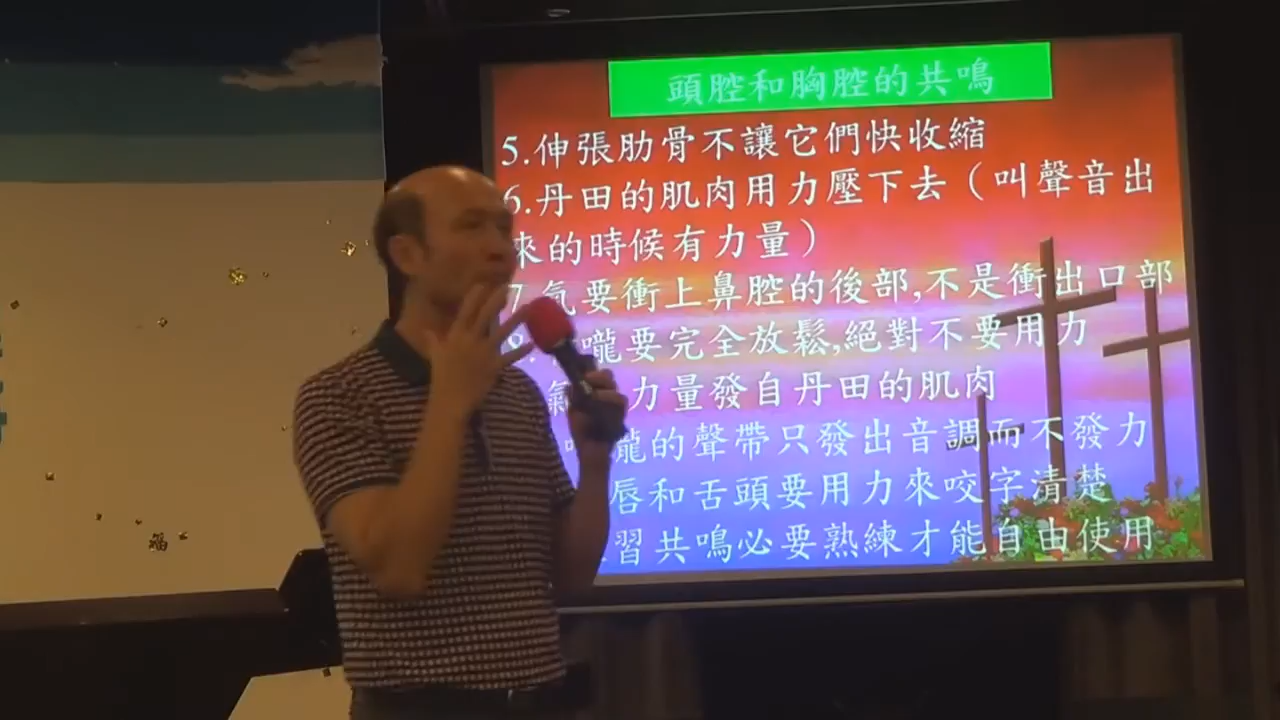 頭腔和胸腔的共鳴
5.伸張肋骨不讓它們快收縮
6.丹田的肌肉用力壓下去（叫聲音出
來的時候有力量）
7.氣要衝上鼻腔的後部,不是衝出口部
8.嚨要完全放鬆,絕對不要用力
氣 力量發自丹田的肌肉
嚨的聲帶只發出音調而不發力
唇和舌頭要用力來咬字清楚
習共鳴必要熟練才能自由使用
福